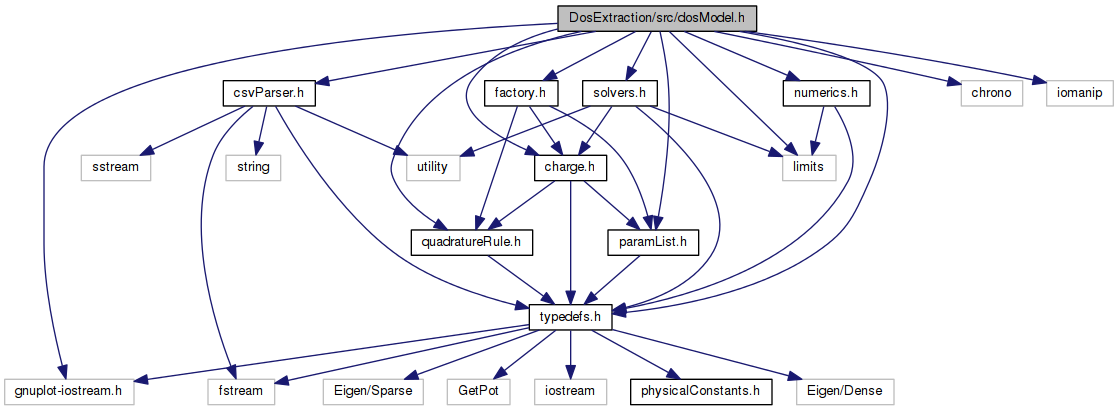 DosExtraction/src/dosModel.h
csvParser.h
factory.h
solvers.h
numerics.h
chrono
iomanip
sstream
string
utility
charge.h
limits
quadratureRule.h
paramList.h
typedefs.h
gnuplot-iostream.h
fstream
Eigen/Sparse
GetPot
iostream
physicalConstants.h
Eigen/Dense